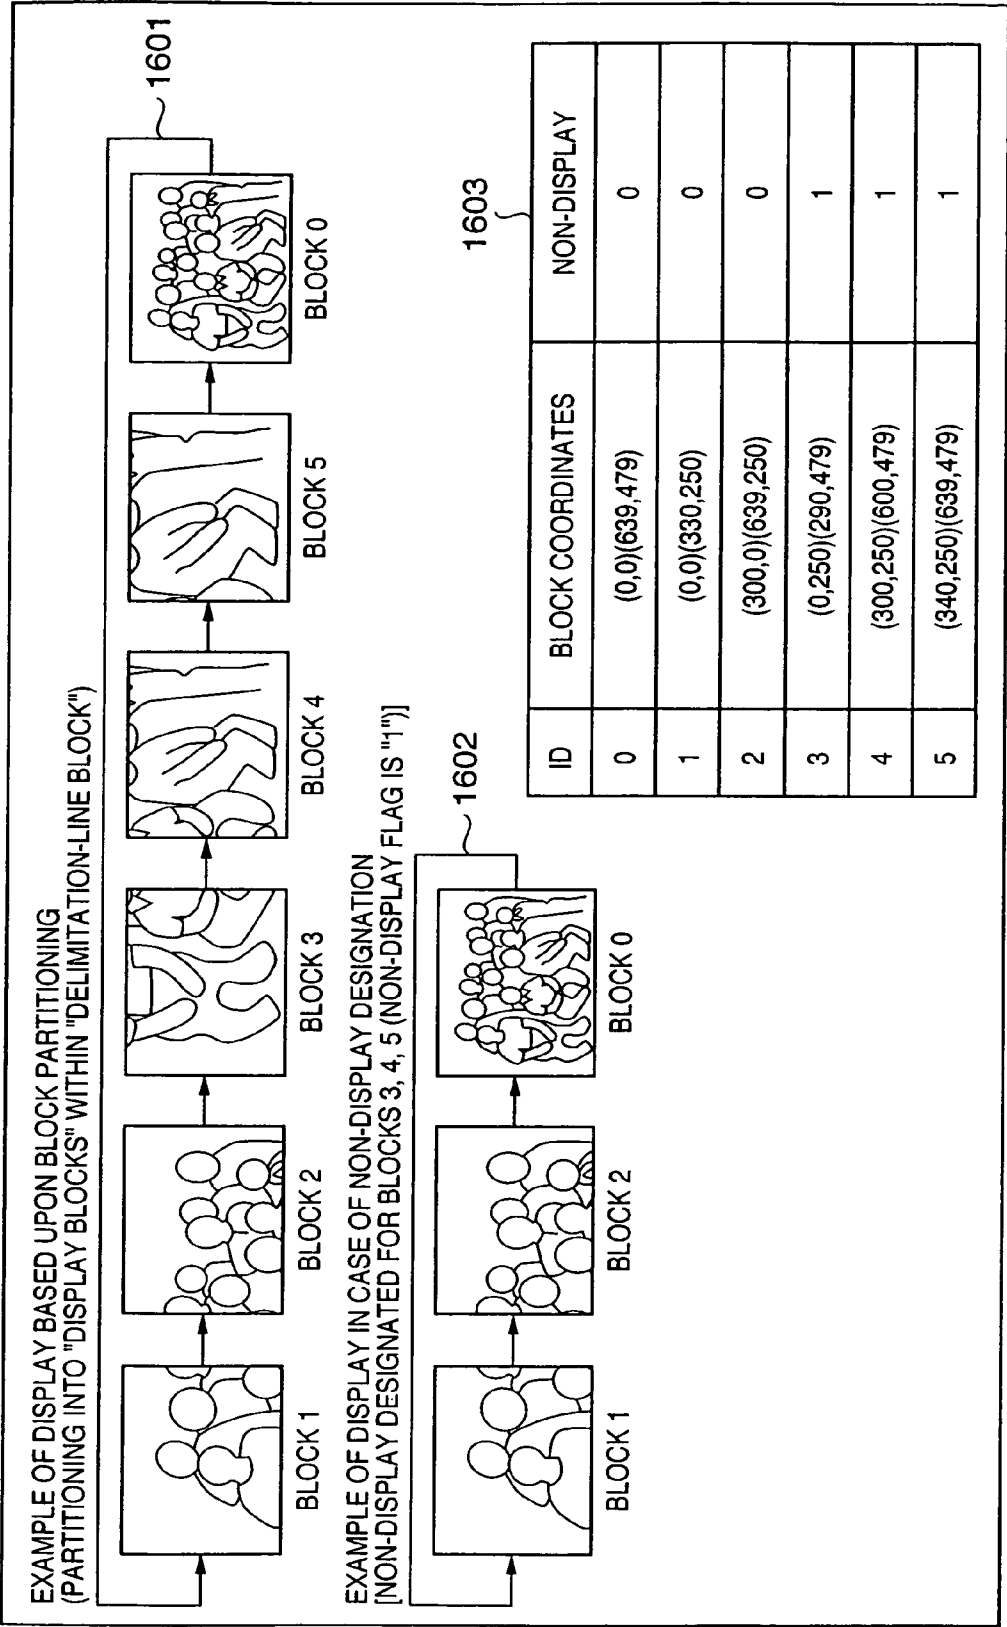 EXAMPLE OF DISPLAY BASED UPON BLOCK PARTITIONING
(PARTITIONING INTO "DISPLAY BLOCKS" WITHIN "DELIMITATION-LINE BLOCK")
1601
BLOCK 1 BLOCK 2 BLOCK 3 BLOCK 4 BLOCK 5 BLOCK 0
EXAMPLE OF DISPLAY IN CASE OF NON-DISPLAY DESIGNATION
[NON-DISPLAY DESIGNATED FOR BLOCKS 3, 4, 5 (NON-DISPLAY FLAG IS "1")]
1602
BLOCK 1 BLOCK 2 BLOCK 0
1603
ID BLOCK COORDINATES NON-DISPLAY
0 (0,0)(639,479) 0
1 (0,0)(330,250) 0
2 (300,0)(639,250) 0
3 (0,250)(290,479) 1
4 (300,250)(600,479) 1
5 (340,250)(639,479) 1